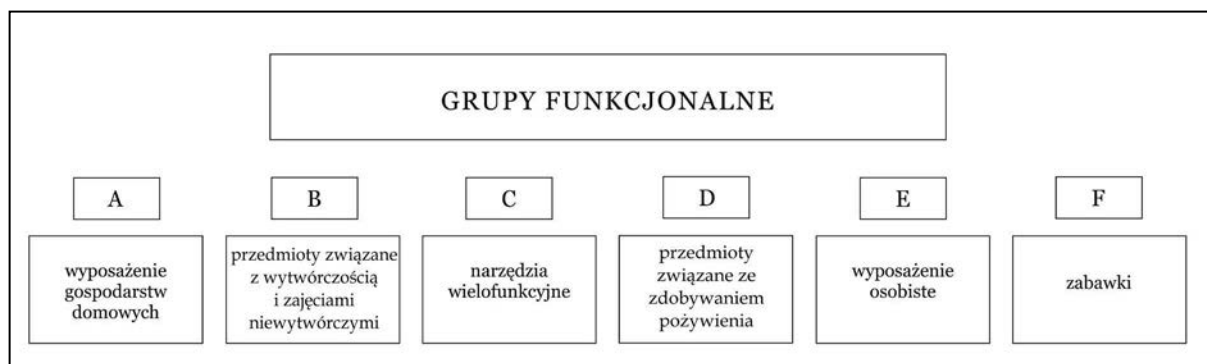 GRUPY FUNKCJONALNE
A
B
C
D
E
F
wyposażenie
gospodarstw
domowych
przedmioty związane
z wytwórczością
i zajęciami
niewytwórczymi
narzędzia
wielofunkcyjne
przedmioty
związane ze
zdobywaniem
pożywienia
wyposażenie
osobiste
zabawki